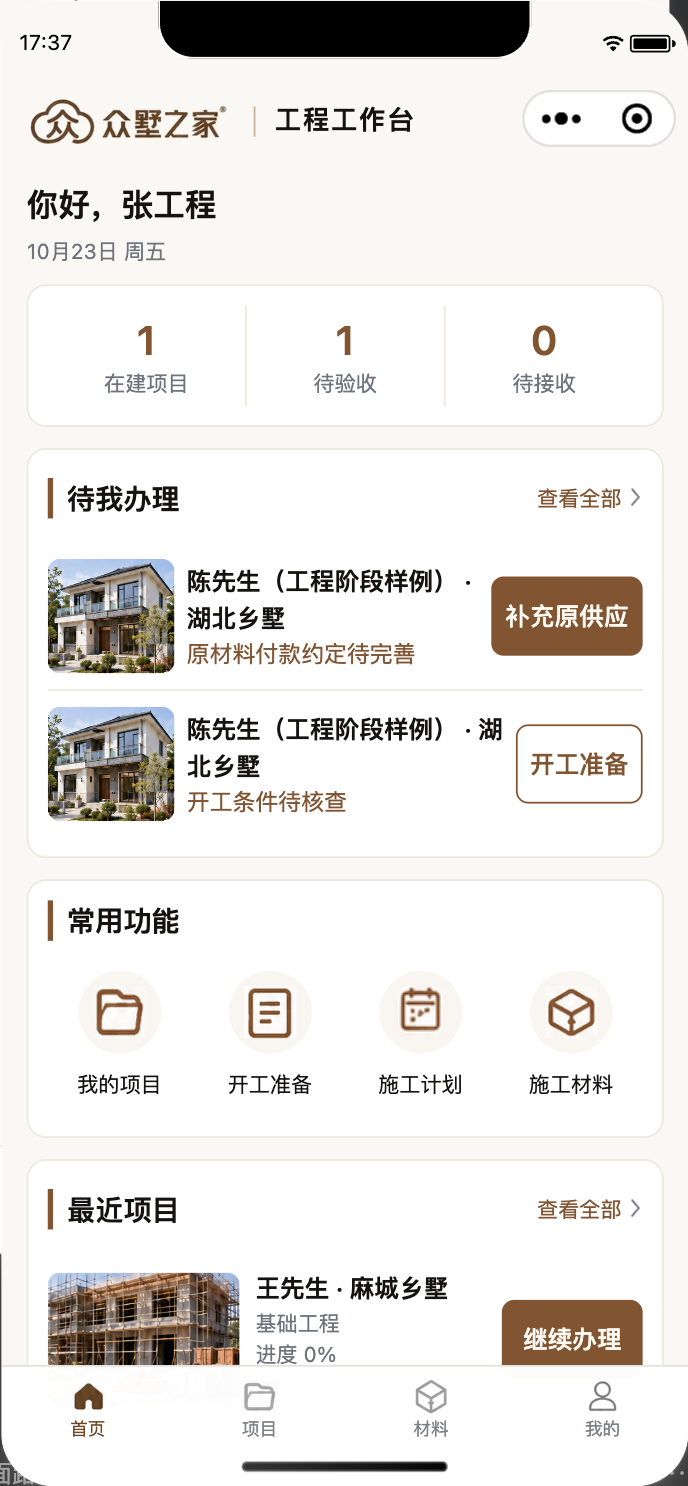 17:37
众墅之家® | 工程工作台
你好，张工程
10月23日 周五
1 1 0
在建项目 待验收 待接收
待我办理 查看全部
陈先生（工程阶段样例） ·
湖北乡墅
原材料付款约定待完善
补充原供应
陈先生（工程阶段样例） · 湖
北乡墅
开工条件待核查
开工准备
常用功能
我的项目 开工准备 施工计划 施工材料
最近项目 查看全部
王先生 · 麻城乡墅
基础工程
进度 0%
继续办理
首页 项目 材料 我的